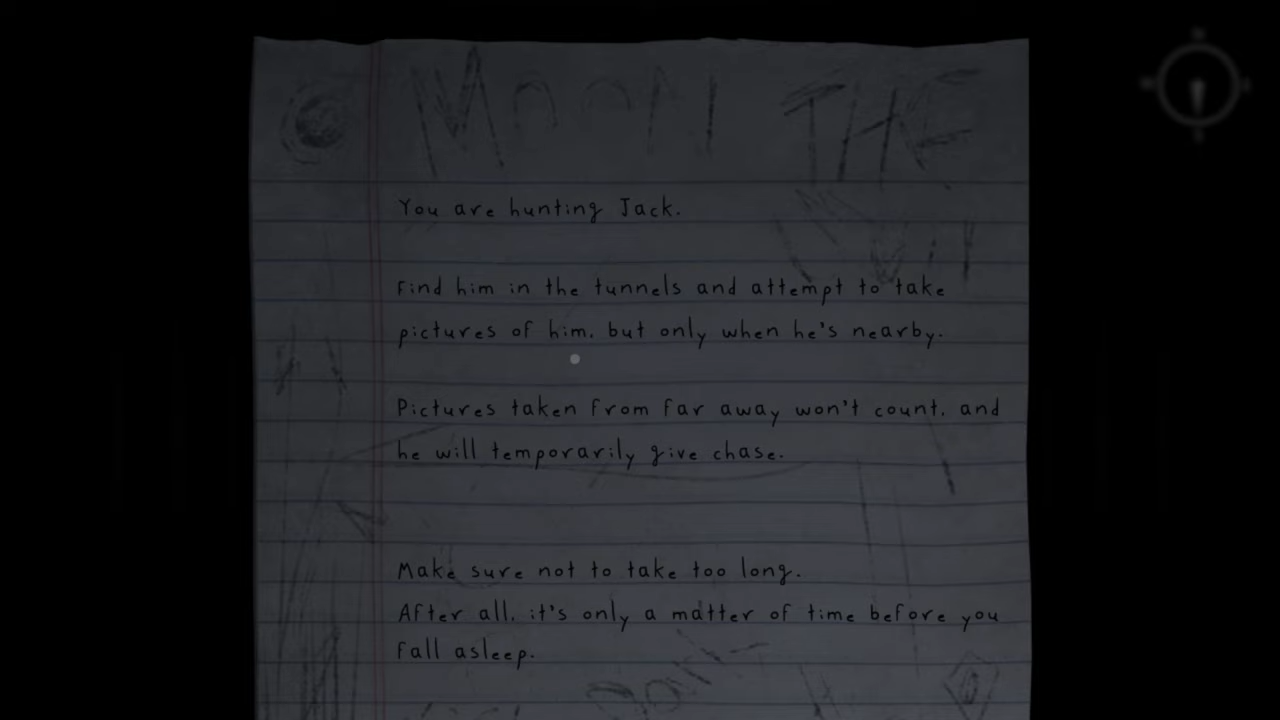 MOON THE
You are hunting Jack.
Find him in the tunnels and attempt to take
pictures of him, but only when he's nearby.
Pictures taken from far away won't count, and
he will temporarily give chase.
Make sure not to take too long.
After all, it's only a matter of time before you
fall asleep.